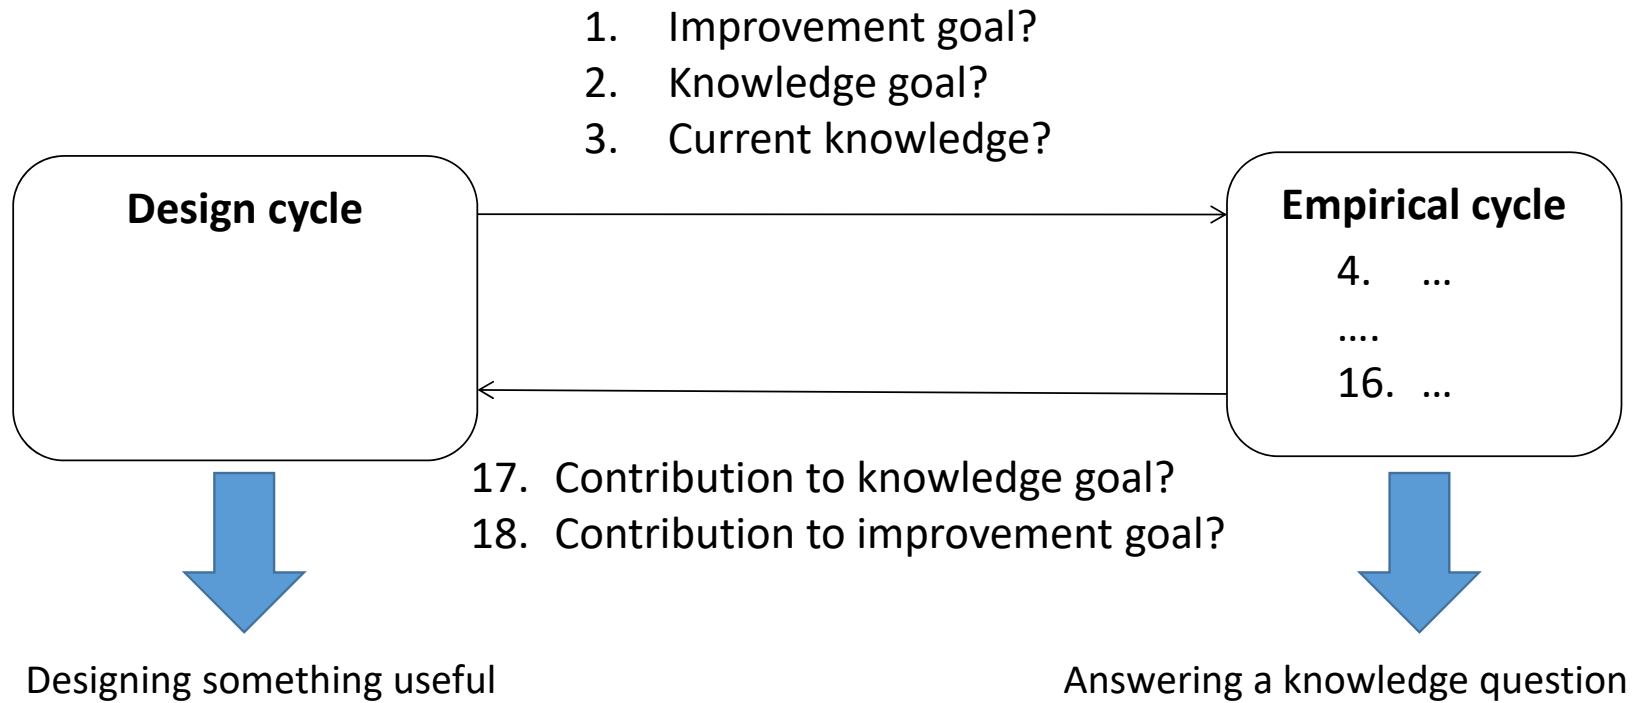 1. Improvement goal?
2. Knowledge goal?
3. Current knowledge?
Design cycle
Empirical cycle
4. …
….
16. …
17. Contribution to knowledge goal?
18. Contribution to improvement goal?
Designing something useful
Answering a knowledge question